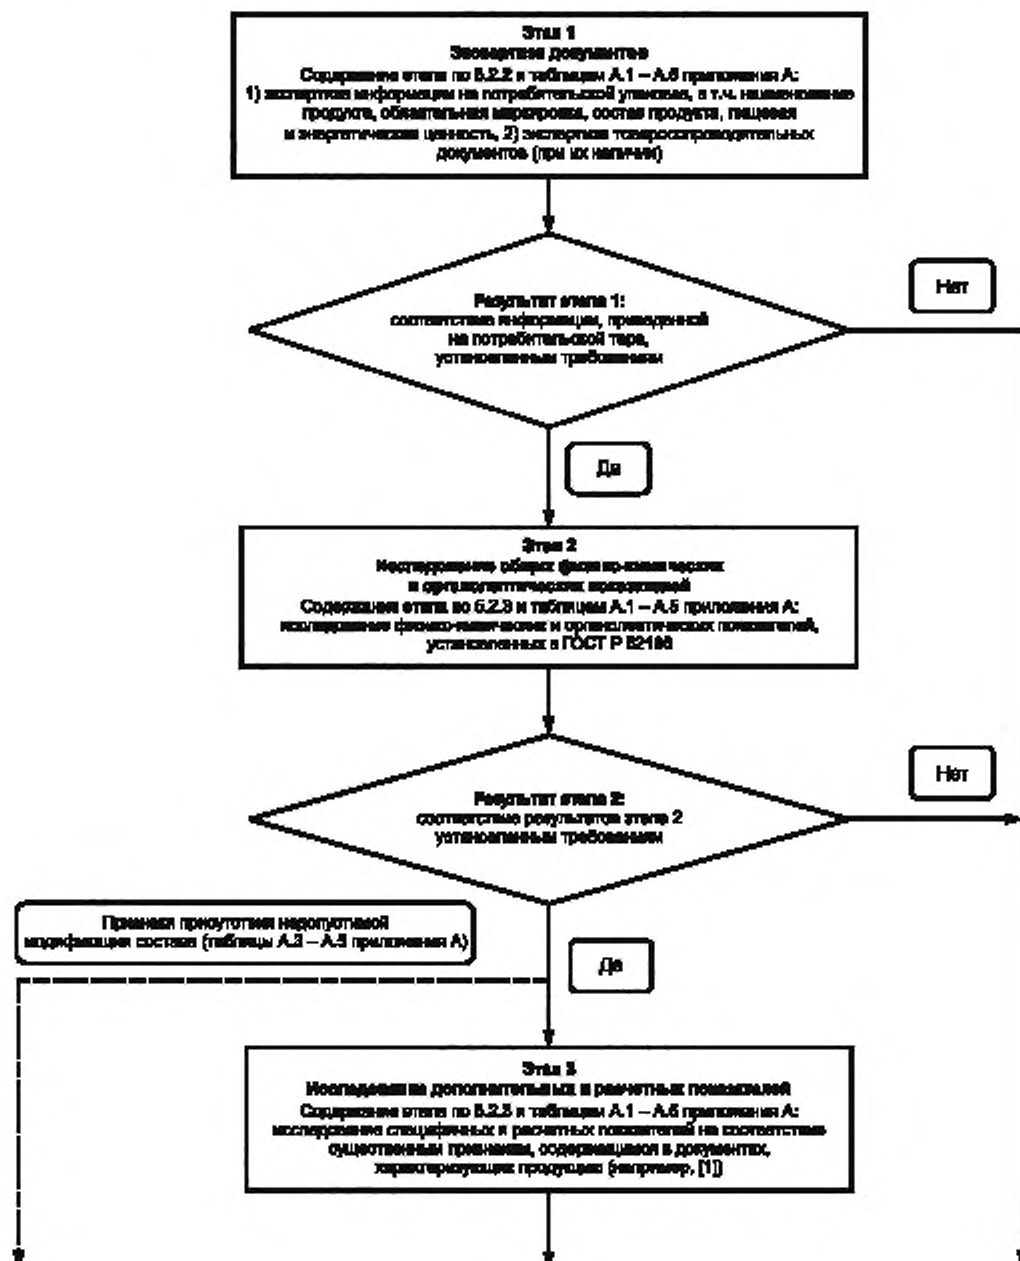 Этап 1
Экспертиза документов
Содержание этапа по 5.2.2 и таблицам А.1 – А.5 приложения А:
1) экспертиза информации на потребительской упаковке, в т.ч. наименование
продукта, обязательная маркировка, состав продукта, пищевая
и энергетическая ценность, 2) экспертиза товаросопроводительных
документов (при их наличии)
Результат этапа 1:
соответствие информации, приведенной
на потребительской таре,
установленным требованиям
Нет
Да
Этап 2
Исследование общих физико-химических
и органолептических показателей
Содержание этапа по 5.2.3 и таблицам А.1 – А.5 приложения А:
исследование физико-химических и органолептических показателей,
установленных в ГОСТ Р
Результат этапа 2:
соответствие результатов этапа 2
установленным требованиям
Нет
Признаки присутствия недопустимой
модификации состава (таблицы А.3 – А.5 приложения А)
Да
Этап 3
Исследование дополнительных и расчетных показателей
Содержание этапа по и таблицам А.1 – А.5 приложения А:
исследование специфичных и расчетных показателей на соответствие
существенным признакам, содержащимся в документах,
характеризующих продукцию (например, [1])